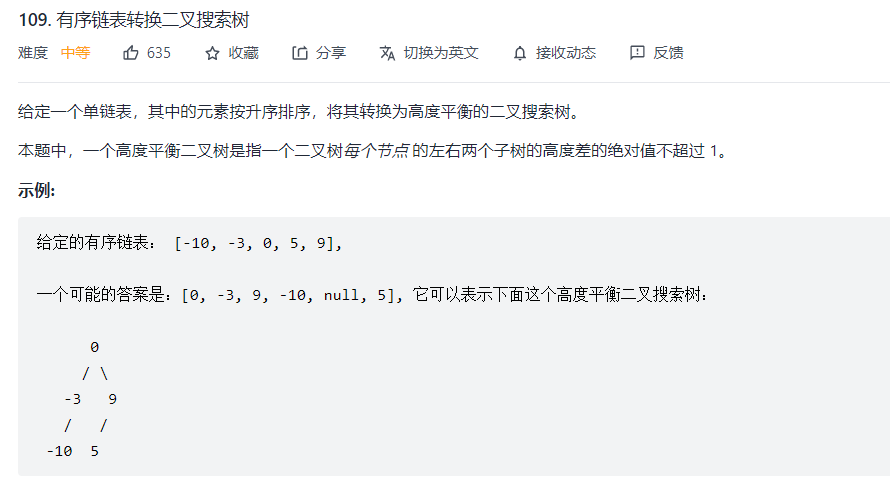 109. 有序链表转换二叉搜索树
难度 中等 635 收藏 分享 切换为英文 接收动态 反馈
给定一个单链表，其中的元素按升序排序，将其转换为高度平衡的二叉搜索树。
本题中，一个高度平衡二叉树是指一个二叉树每个节点 的左右两个子树的高度差的绝对值不超过 1。
示例:
给定的有序链表： [-10, -3, 0, 5, 9],
一个可能的答案是：[0, -3, 9, -10, null, 5], 它可以表示下面这个高度平衡二叉搜索树：
0
/ \
-3 9
/ /
-10 5